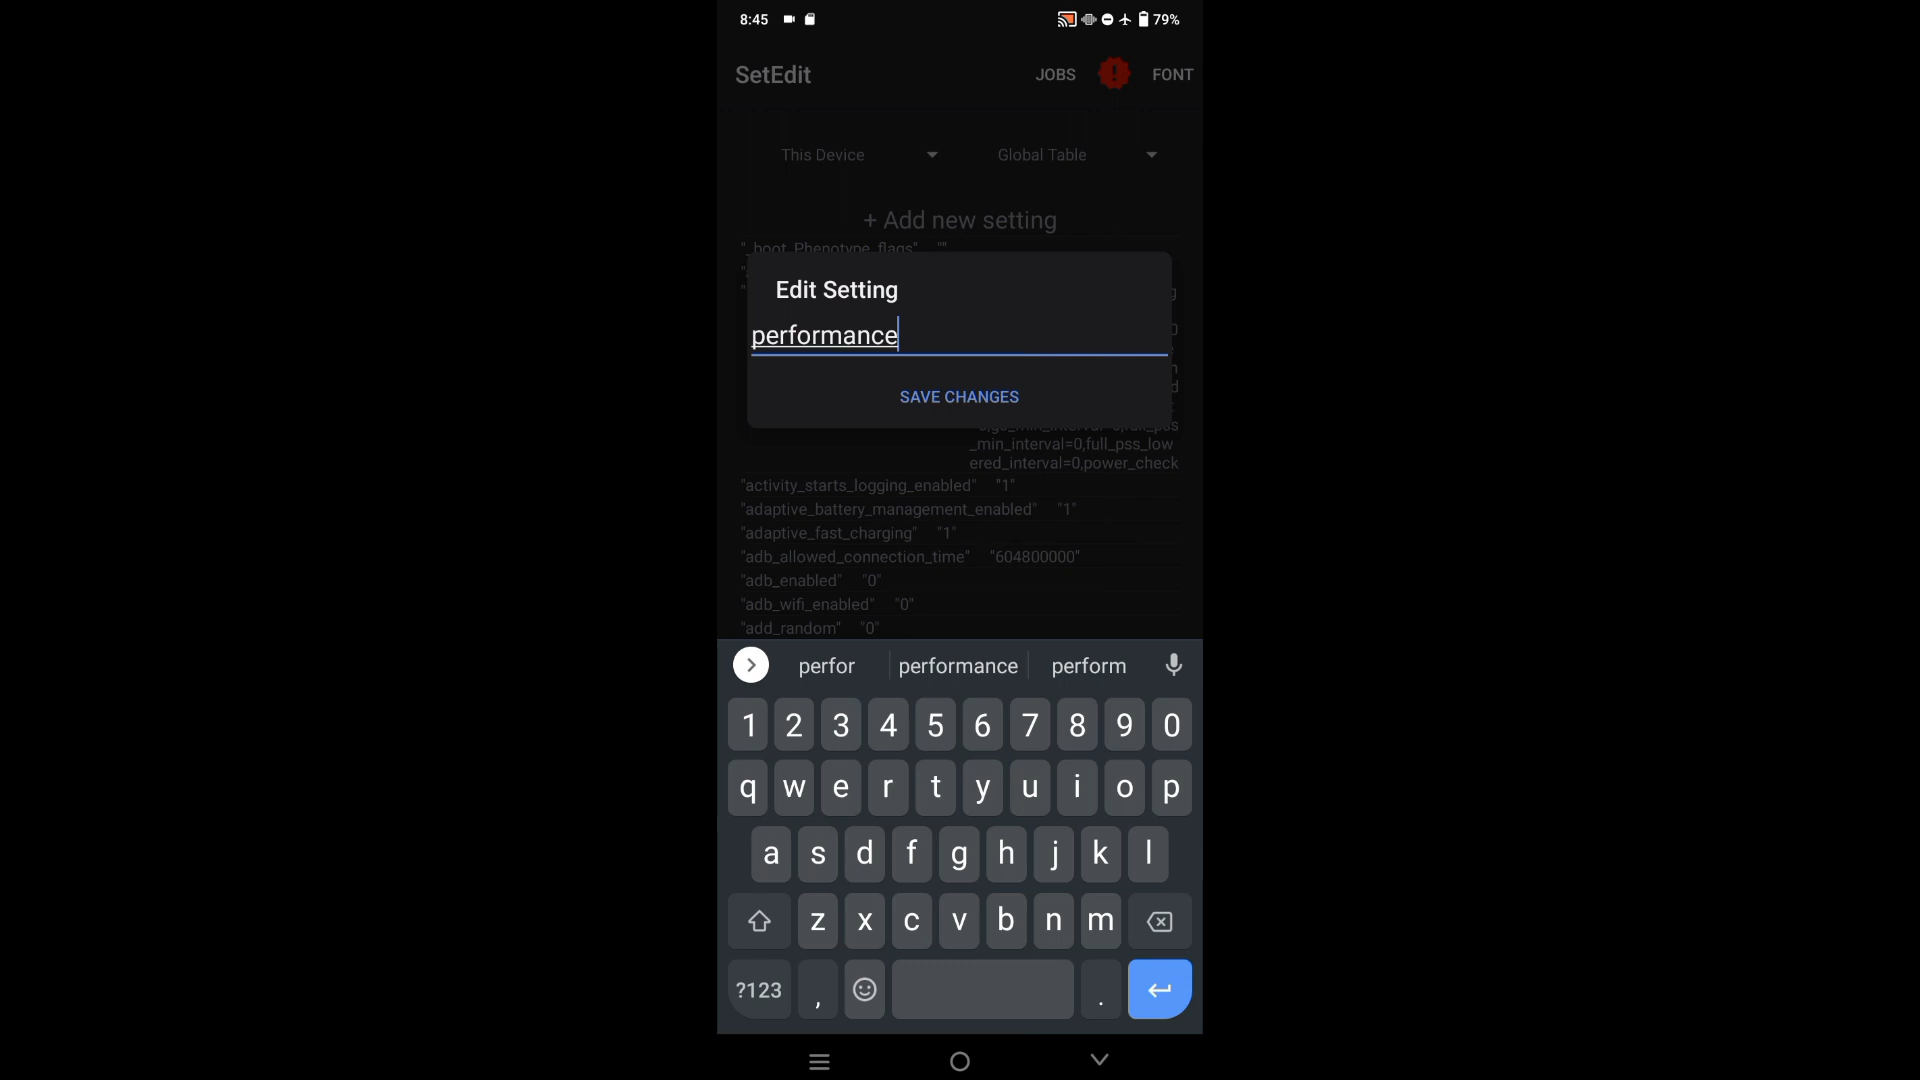 8:45 79%
SetEdit JOBS FONT
This Device Global Table
+ Add new setting
"_boot_Phenotype_flags" ""
Edit Setting
performance
SAVE CHANGES
_min_interval=0,full_pss_low
ered_interval=0,power_check
"activity_starts_logging_enabled" "1"
"adaptive_battery_management_enabled" "1"
"adaptive_fast_charging" "1"
"adb_allowed_connection_time" "604800000"
"adb_enabled" "0"
"adb_wifi_enabled" "0"
"add_random" "0"
perfor performance perform
1 2 3 4 5 6 7 8 9 0
q w e r t y u i o p
a s d f g h j k l
z x c v b n m
?123 , .